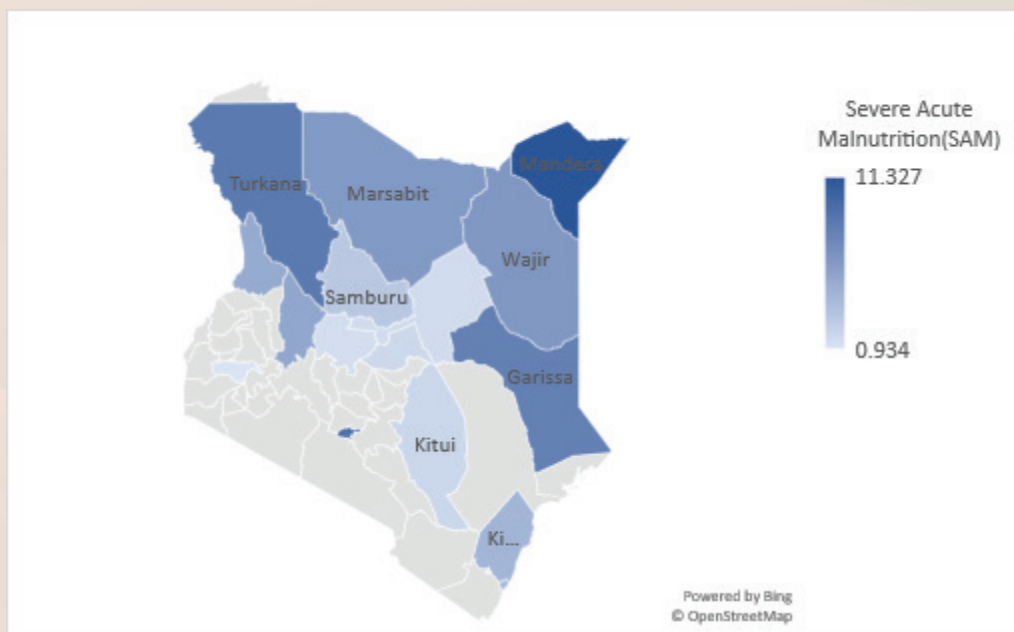 Severe Acute
Malnutrition(SAM)
11.327
0.934
Mandera
Turkana
Marsabit
Wajir
Samburu
Garissa
Kitui
Ki...
Powered by Bing
© OpenStreetMap